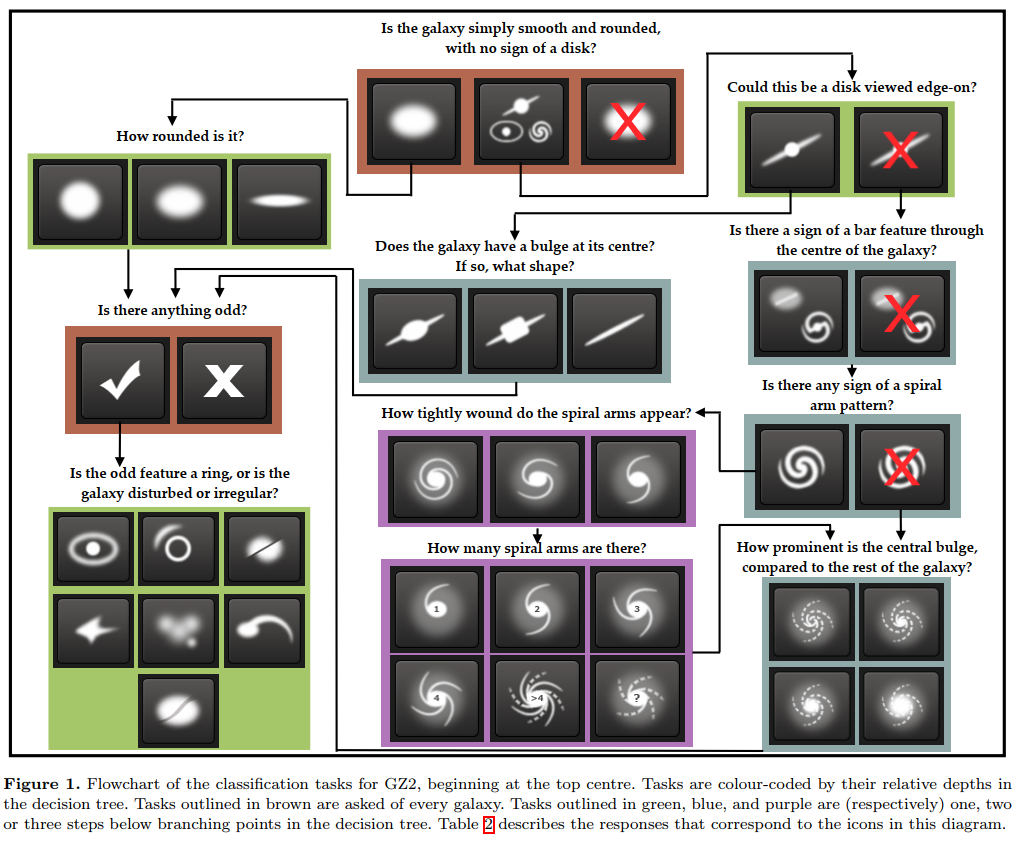 Is the galaxy simply smooth and rounded,
with no sign of a disk?
Could this be a disk viewed edge-on?
How rounded is it?
Is there a sign of a bar feature through
the centre of the galaxy?
Does the galaxy have a bulge at its centre?
If so, what shape?
Is there anything odd?
Is there any sign of a spiral
arm pattern?
How tightly wound do the spiral arms appear?
Is the odd feature a ring, or is the
galaxy disturbed or irregular?
How many spiral arms are there?
1
2
3
4
>4
?
How prominent is the central bulge,
compared to the rest of the galaxy?
Figure 1. Flowchart of the classification tasks for GZ2, beginning at the top centre. Tasks are colour-coded by their relative depths in
the decision tree. Tasks outlined in brown are asked of every galaxy. Tasks outlined in green, blue, and purple are (respectively) one, two
or three steps below branching points in the decision tree. Table 2 describes the responses that correspond to the icons in this diagram.